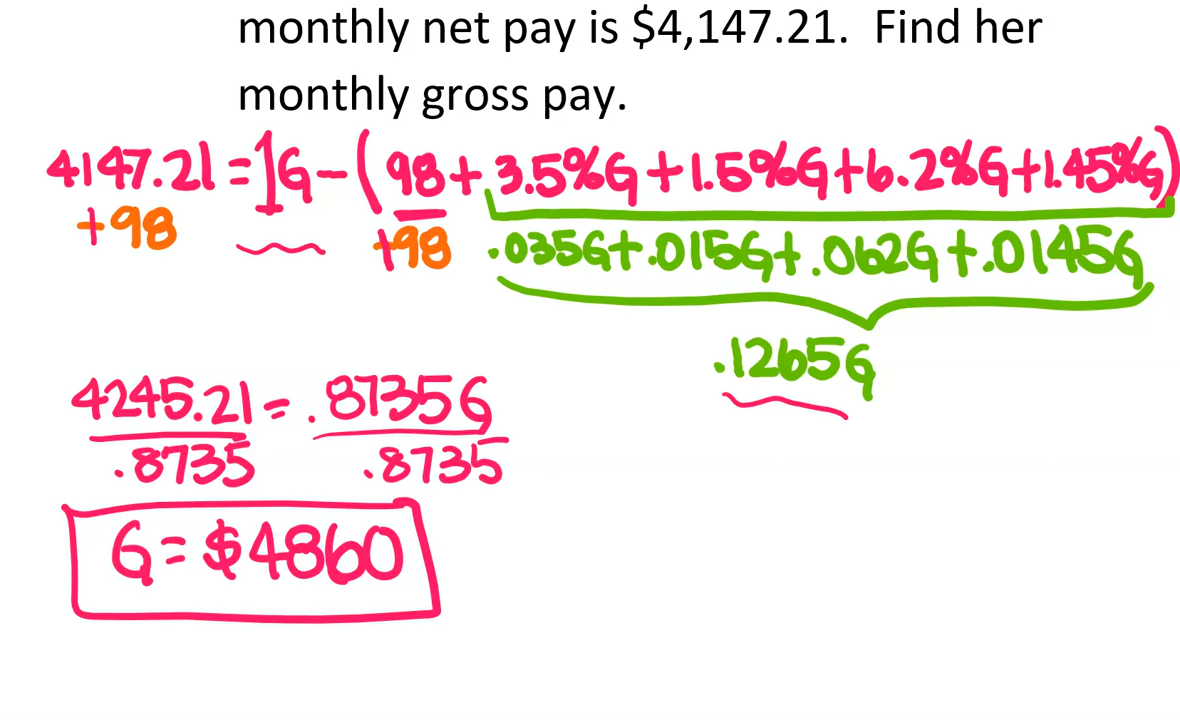 monthly net pay is $4,147.21. Find her
monthly gross pay.
4147.21 = 1G - ( 98 + 3.5%G + 1.5%G + 6.2%G + 1.45%G )
+98 +98 .035G + .015G + .062G + .0145G
.1265G
4245.21 = .8735G
.8735 .8735
G = $4860